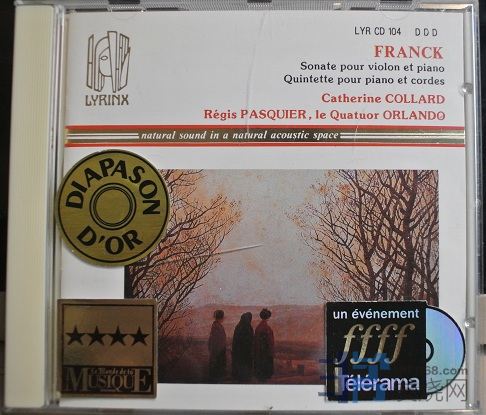 LYR CD 104 D D D
FRANCK
Sonate pour violon et piano
Quintette pour piano et cordes
Catherine COLLARD
Régis PASQUIER, le Quatuor ORLANDO
LYRINX
natural sound in a natural acoustic space
DIAPASON
D'OR
un événement
ffff
Télérama
Le Monde de la
MUSIQUE